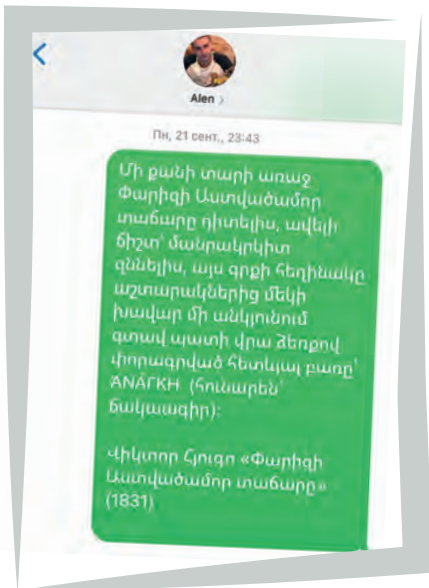 Alen >
Пн, 21 сент., 23:43
Մի քանի տարի առաջ
Փարիզի Աստվածամոր
տաճարը դիտելիս, ավելի
ճիշտ՝ մանրակրկիտ
զննելիս, այս գրքի հեղինակը
աշտարակներից մեկի
խավար մի անկյունում
գտավ պատի վրա ձեռքով
փորագրված հետևյալ բառը՝
ANÁГKH (հունարեն՝
ճակատագիր)։
Վիկտոր Հյուգո «Փարիզի
Աստվածամոր տաճարը»
(1831)